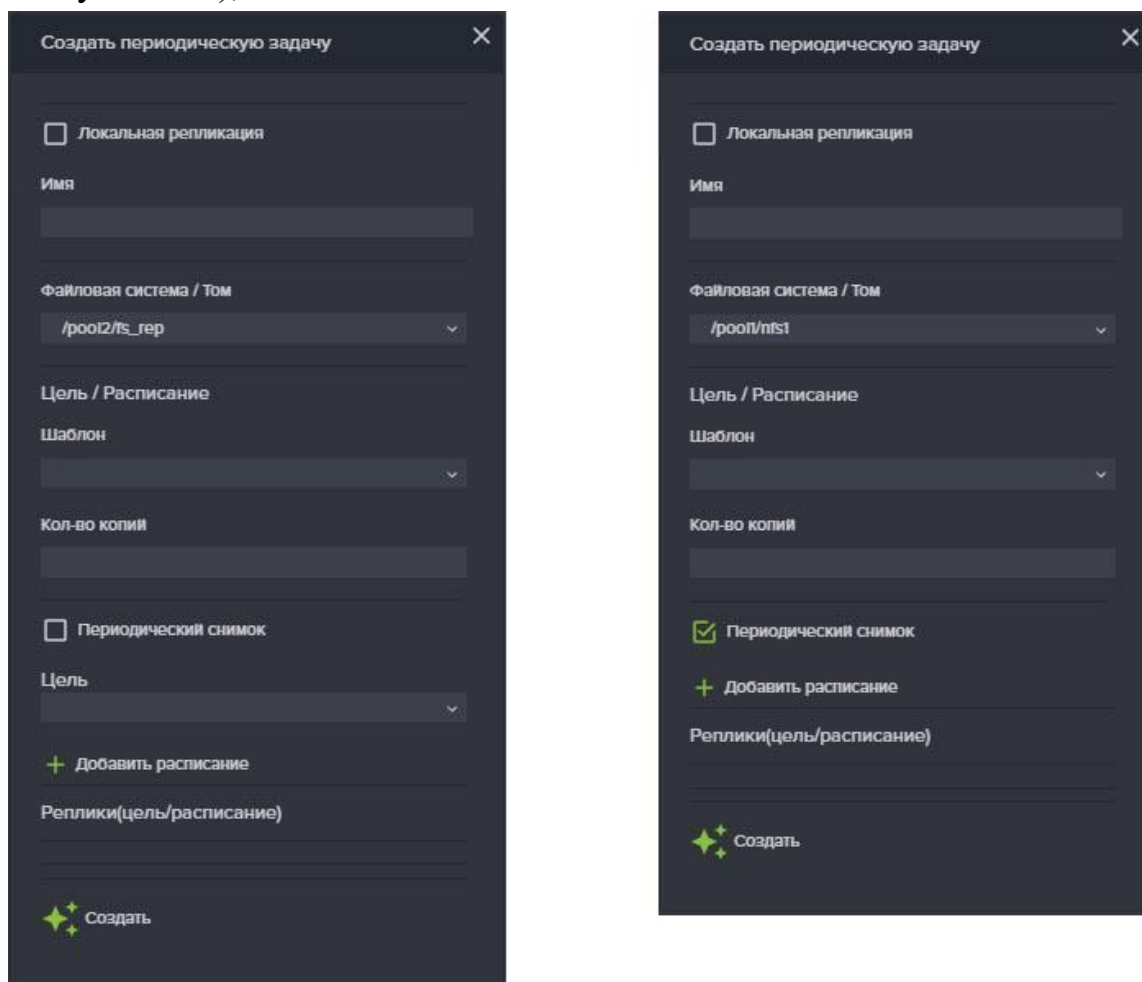 Создать периодическую задачу
Локальная репликация
Имя
Файловая система / Том
/pool2/fs_rep
Цель / Расписание
Шаблон
Кол-во копий
Периодический снимок
Цель
Добавить расписание
Реплики(цель/расписание)
Создать
Создать периодическую задачу
Локальная репликация
Имя
Файловая система / Том
/pool1/nfs1
Цель / Расписание
Шаблон
Кол-во копий
Периодический снимок
Добавить расписание
Реплики(цель/расписание)
Создать